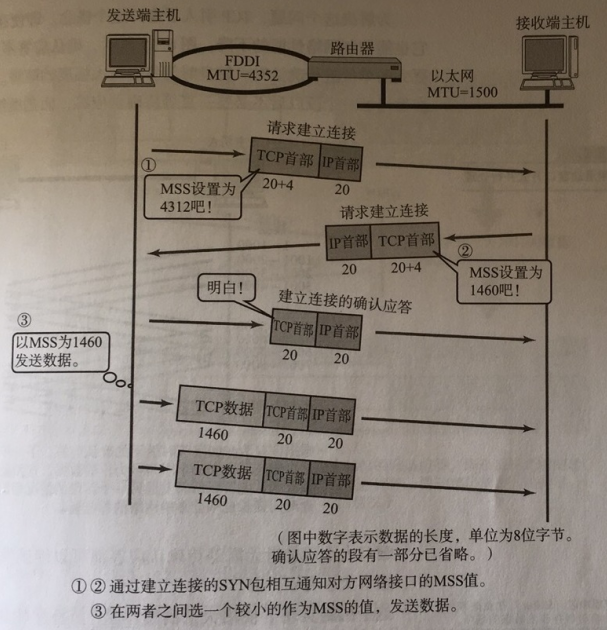 发送端主机
接收端主机
FDDI
MTU=4352
路由器
以太网
MTU=1500
请求建立连接
TCP首部 IP首部
20+4 20
①
MSS设置为
4312吧！
请求建立连接
IP首部 TCP首部
20 20+4
②
MSS设置为
1460吧！
明白！
建立连接的确认应答
TCP首部 IP首部
20 20
③
以MSS为1460
发送数据。
TCP数据 TCP首部 IP首部
1460 20 20
TCP数据 TCP首部 IP首部
1460 20 20
（图中数字表示数据的长度，单位为8位字节。
确认应答的段有一部分已省略。）
①②通过建立连接的SYN包相互通知对方网络接口的MSS值。
③在两者之间选一个较小的作为MSS的值，发送数据。